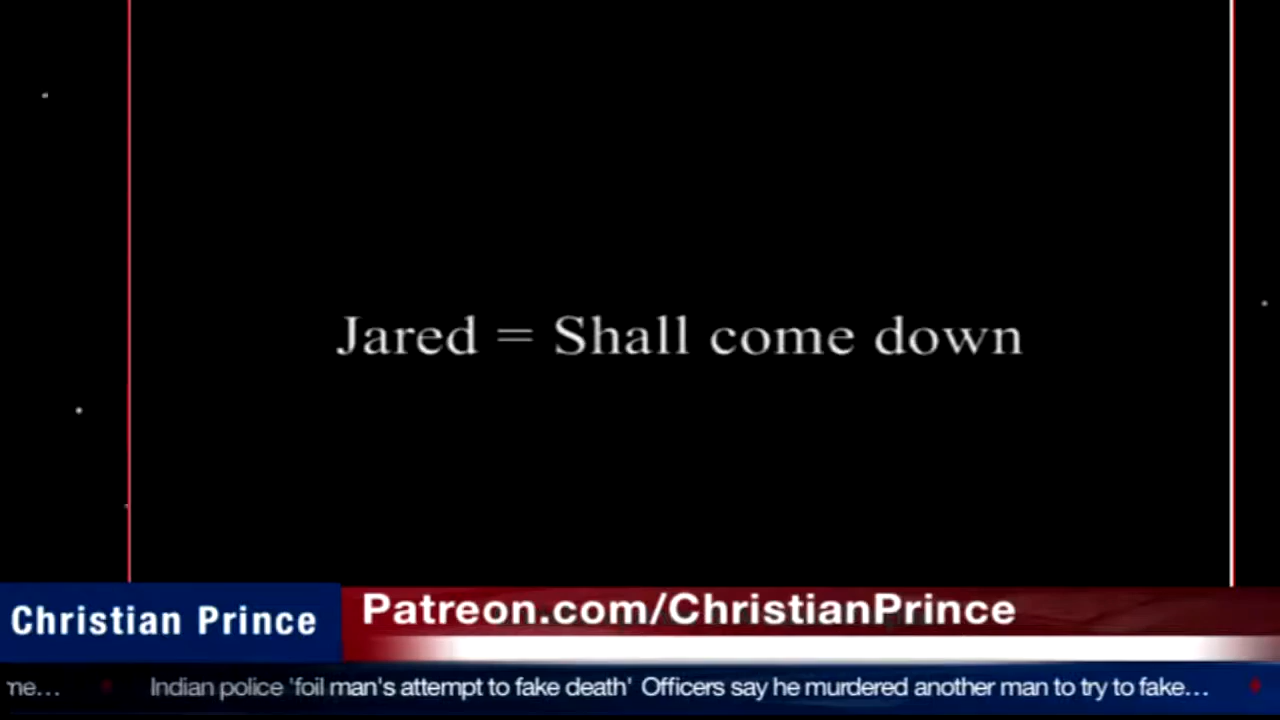 Jared = Shall come down
Christian Prince
Patreon.com/ChristianPrince
me… Indian police 'foil man's attempt to fake death' Officers say he murdered another man to try to fake…